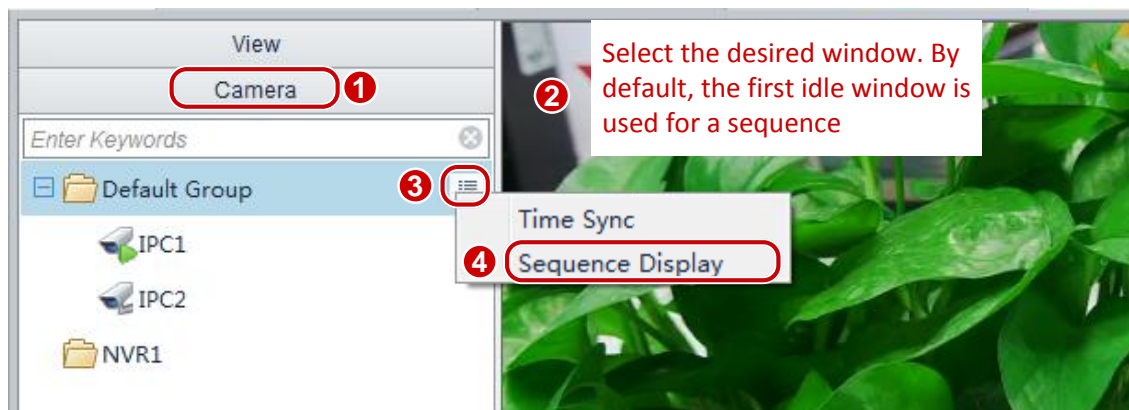 View
Camera
1
Enter Keywords
Default Group
3
IPC1
IPC2
NVR1
2
Select the desired window. By
default, the first idle window is
used for a sequence
Time Sync
4
Sequence Display